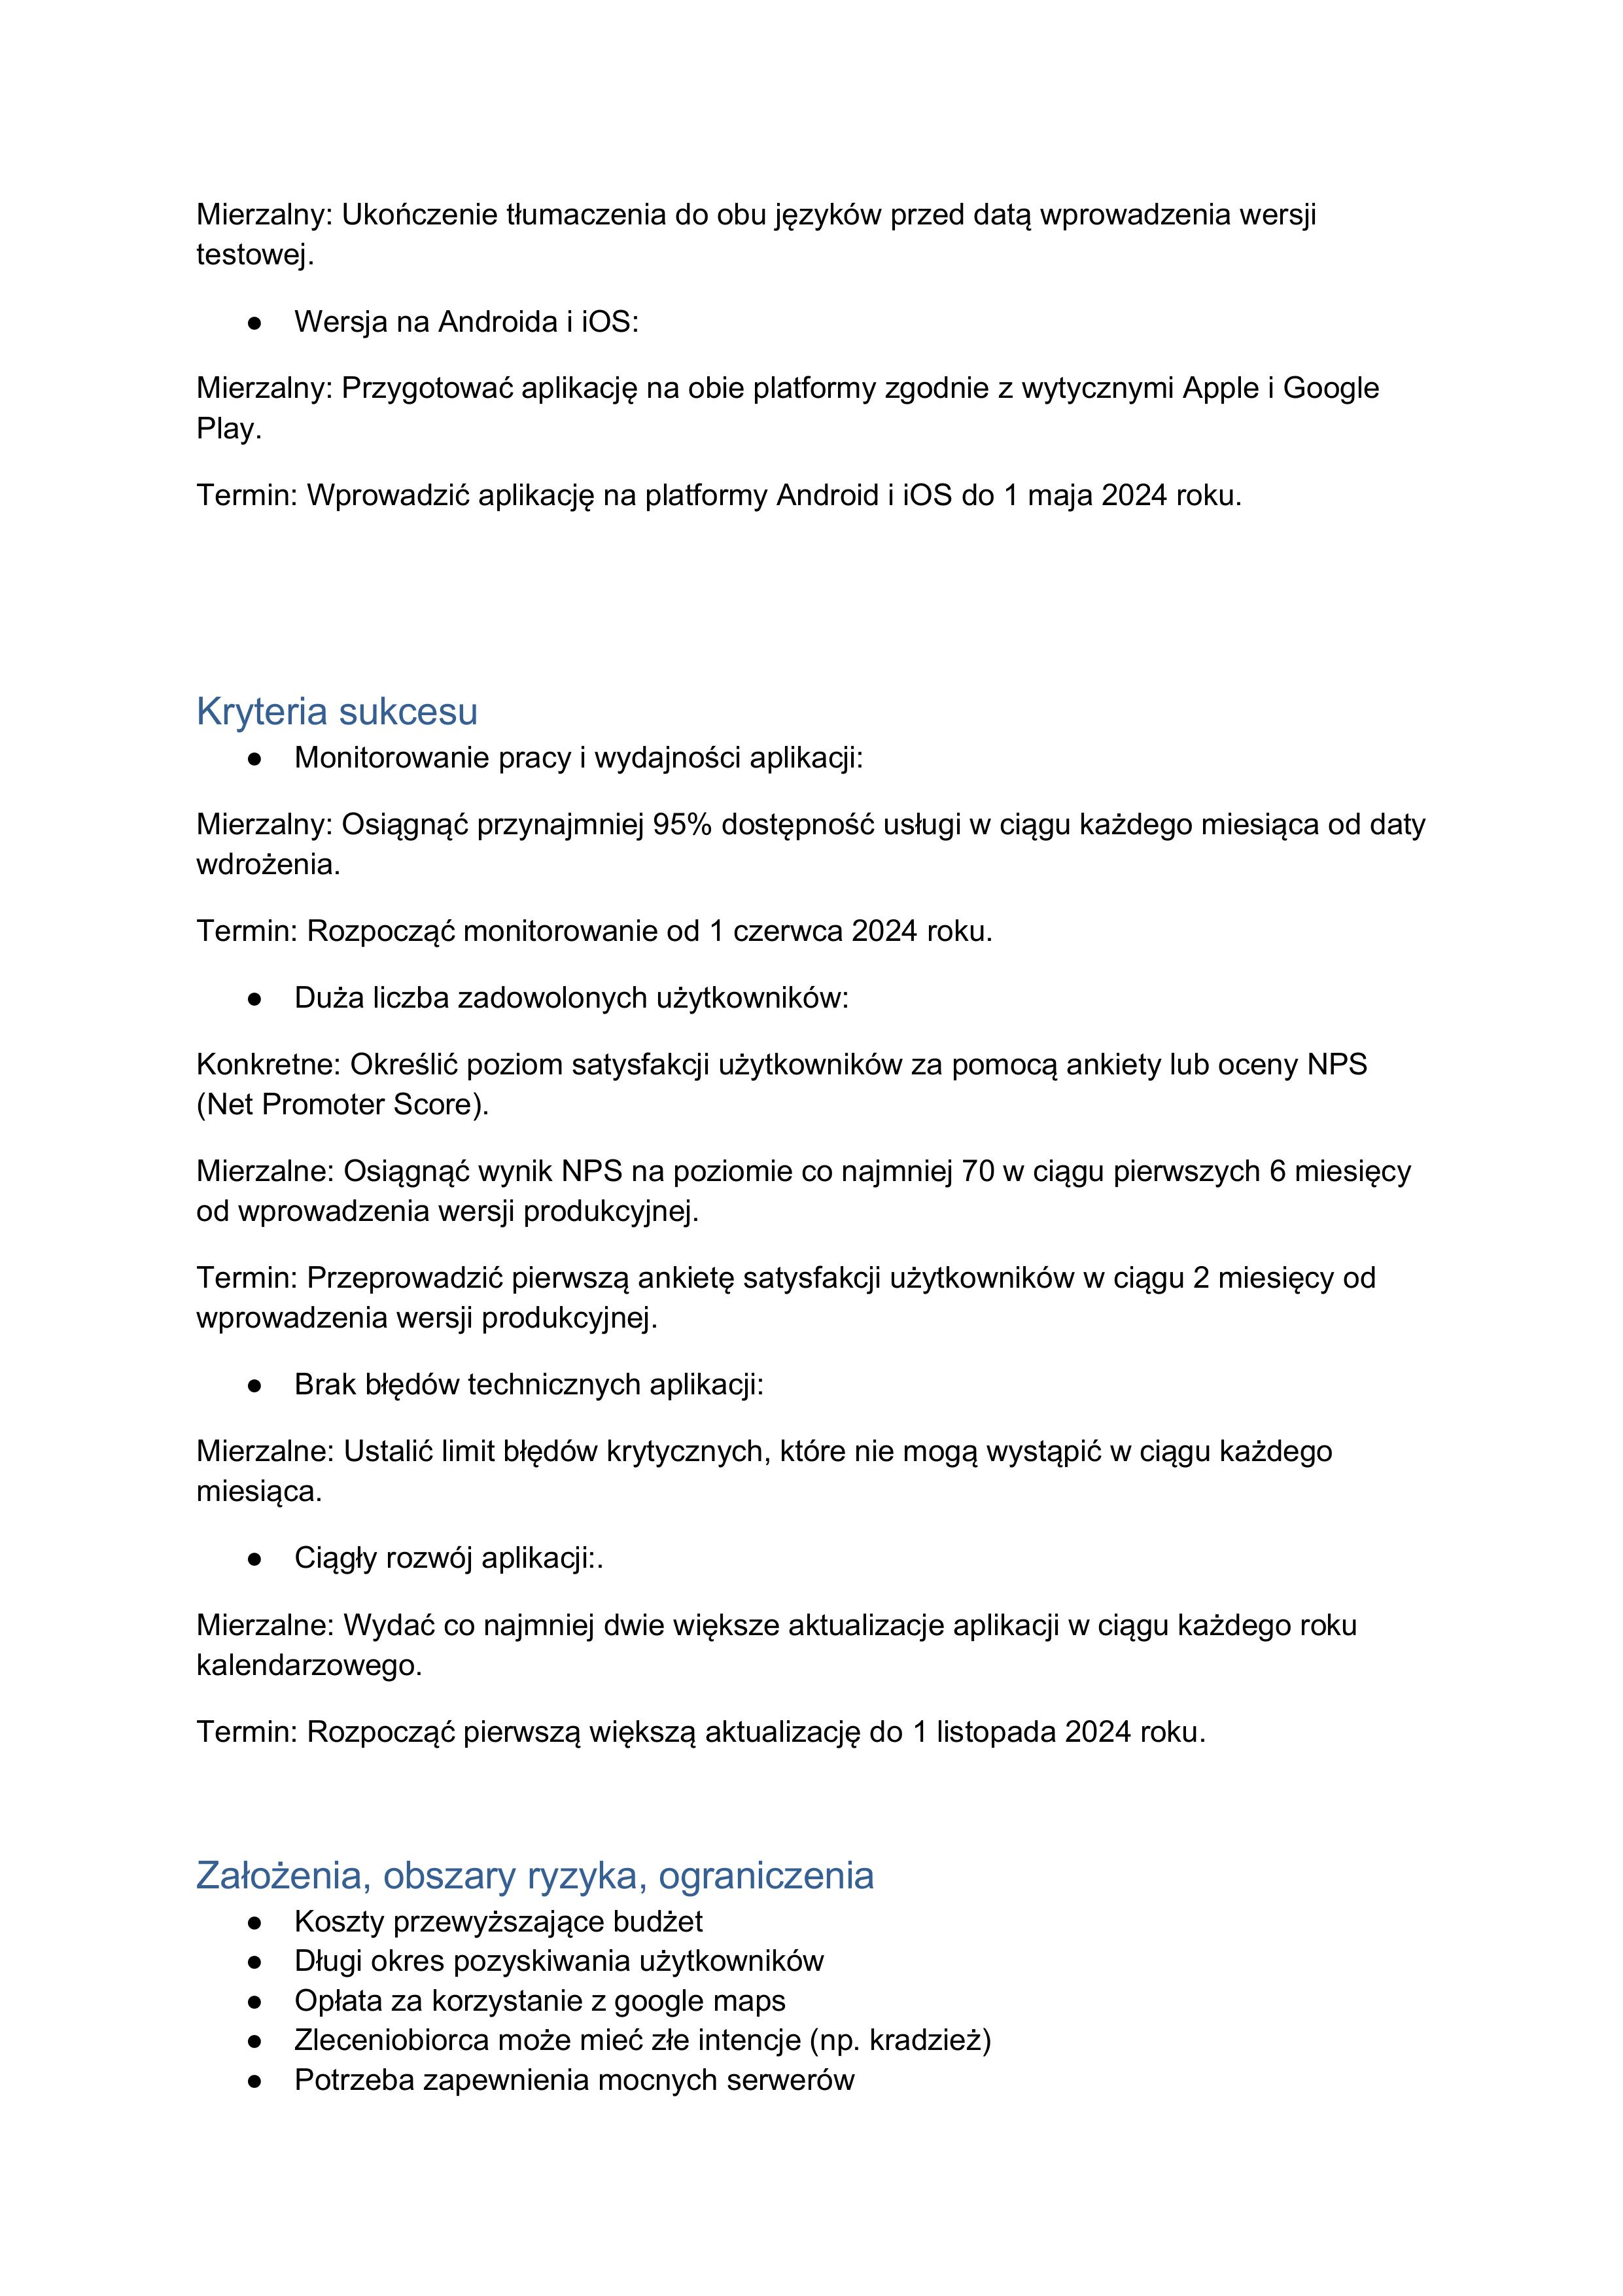 Mierzalny: Ukończenie tłumaczenia do obu języków przed datą wprowadzenia wersji
testowej.
● Wersja na Androida i iOS:
Mierzalny: Przygotować aplikację na obie platformy zgodnie z wytycznymi Apple i Google
Play.
Termin: Wprowadzić aplikację na platformy Android i iOS do 1 maja 2024 roku.
Kryteria sukcesu
● Monitorowanie pracy i wydajności aplikacji:
Mierzalny: Osiągnąć przynajmniej 95% dostępność usługi w ciągu każdego miesiąca od daty
wdrożenia.
Termin: Rozpocząć monitorowanie od 1 czerwca 2024 roku.
● Duża liczba zadowolonych użytkowników:
Konkretne: Określić poziom satysfakcji użytkowników za pomocą ankiety lub oceny NPS
(Net Promoter Score).
Mierzalne: Osiągnąć wynik NPS na poziomie co najmniej 70 w ciągu pierwszych 6 miesięcy
od wprowadzenia wersji produkcyjnej.
Termin: Przeprowadzić pierwszą ankietę satysfakcji użytkowników w ciągu 2 miesięcy od
wprowadzenia wersji produkcyjnej.
● Brak błędów technicznych aplikacji:
Mierzalne: Ustalić limit błędów krytycznych, które nie mogą wystąpić w ciągu każdego
miesiąca.
● Ciągły rozwój aplikacji:.
Mierzalne: Wydać co najmniej dwie większe aktualizacje aplikacji w ciągu każdego roku
kalendarzowego.
Termin: Rozpocząć pierwszą większą aktualizację do 1 listopada 2024 roku.
Założenia, obszary ryzyka, ograniczenia
● Koszty przewyższające budżet
● Długi okres pozyskiwania użytkowników
● Opłata za korzystanie z google maps
● Zleceniobiorca może mieć złe intencje (np. kradzież)
● Potrzeba zapewnienia mocnych serwerów